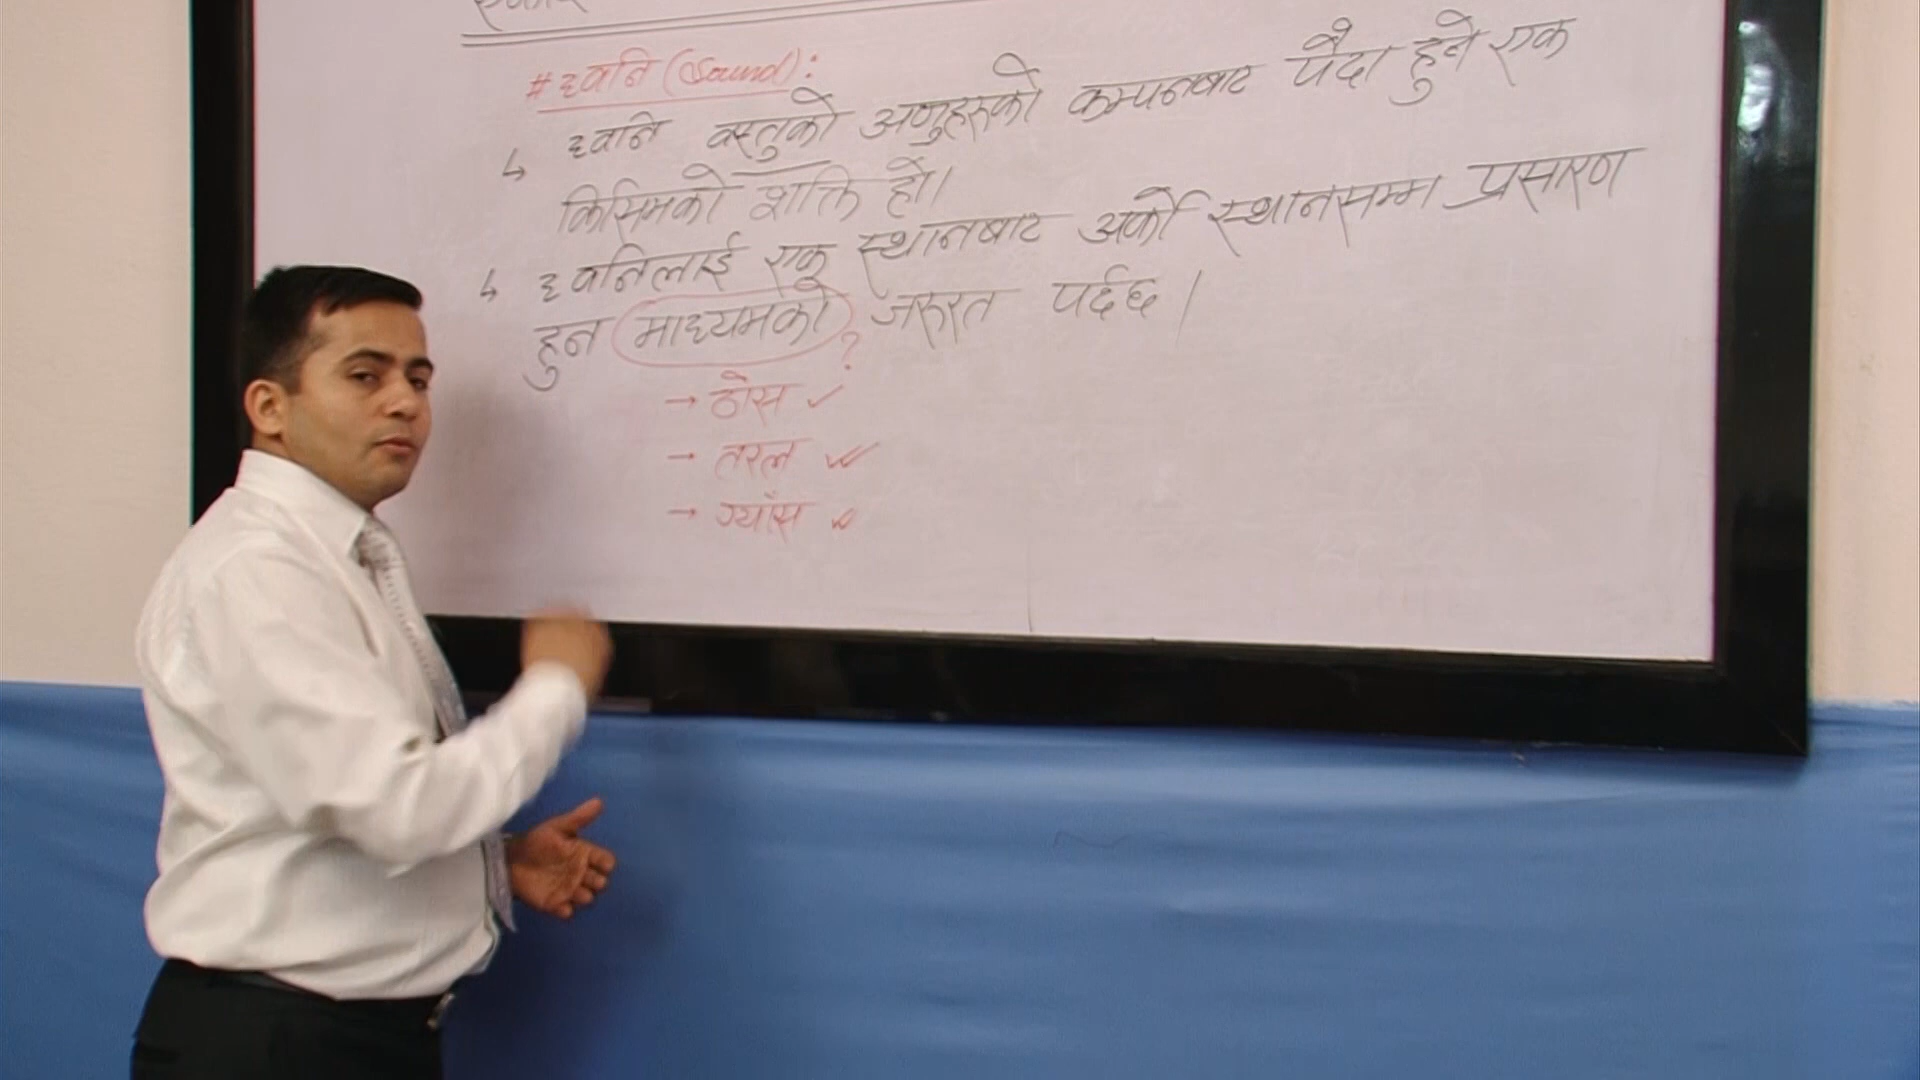 # ध्वनि (Sound):
↳ ध्वनि वस्तुको अणुहरुको कम्पनबाट पैदा हुने एक
किसिमको शक्ति हो।
↳ ध्वनिलाई एक स्थानबाट अर्को स्थानसम्म प्रसारण
हुन माध्यमको जरुरत पर्दछ।
?
→ ठोस ✓
→ तरल ✓✓
→ ग्याँस ✓